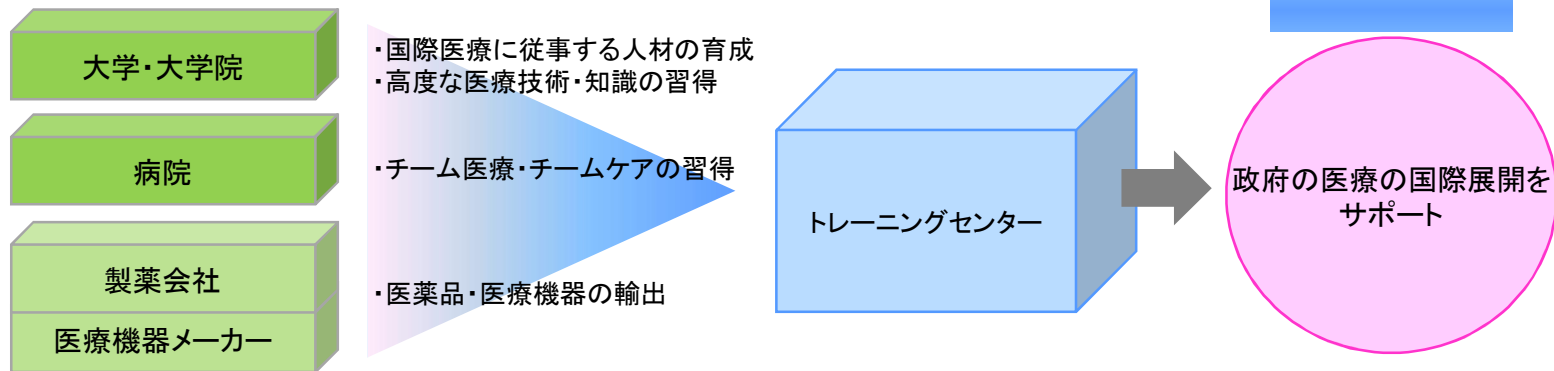 大学・大学院
・国際医療に従事する人材の育成
・高度な医療技術・知識の習得
病院
・チーム医療・チームケアの習得
製薬会社
医療機器メーカー
・医薬品・医療機器の輸出
トレーニングセンター
政府の医療の国際展開を
サポート